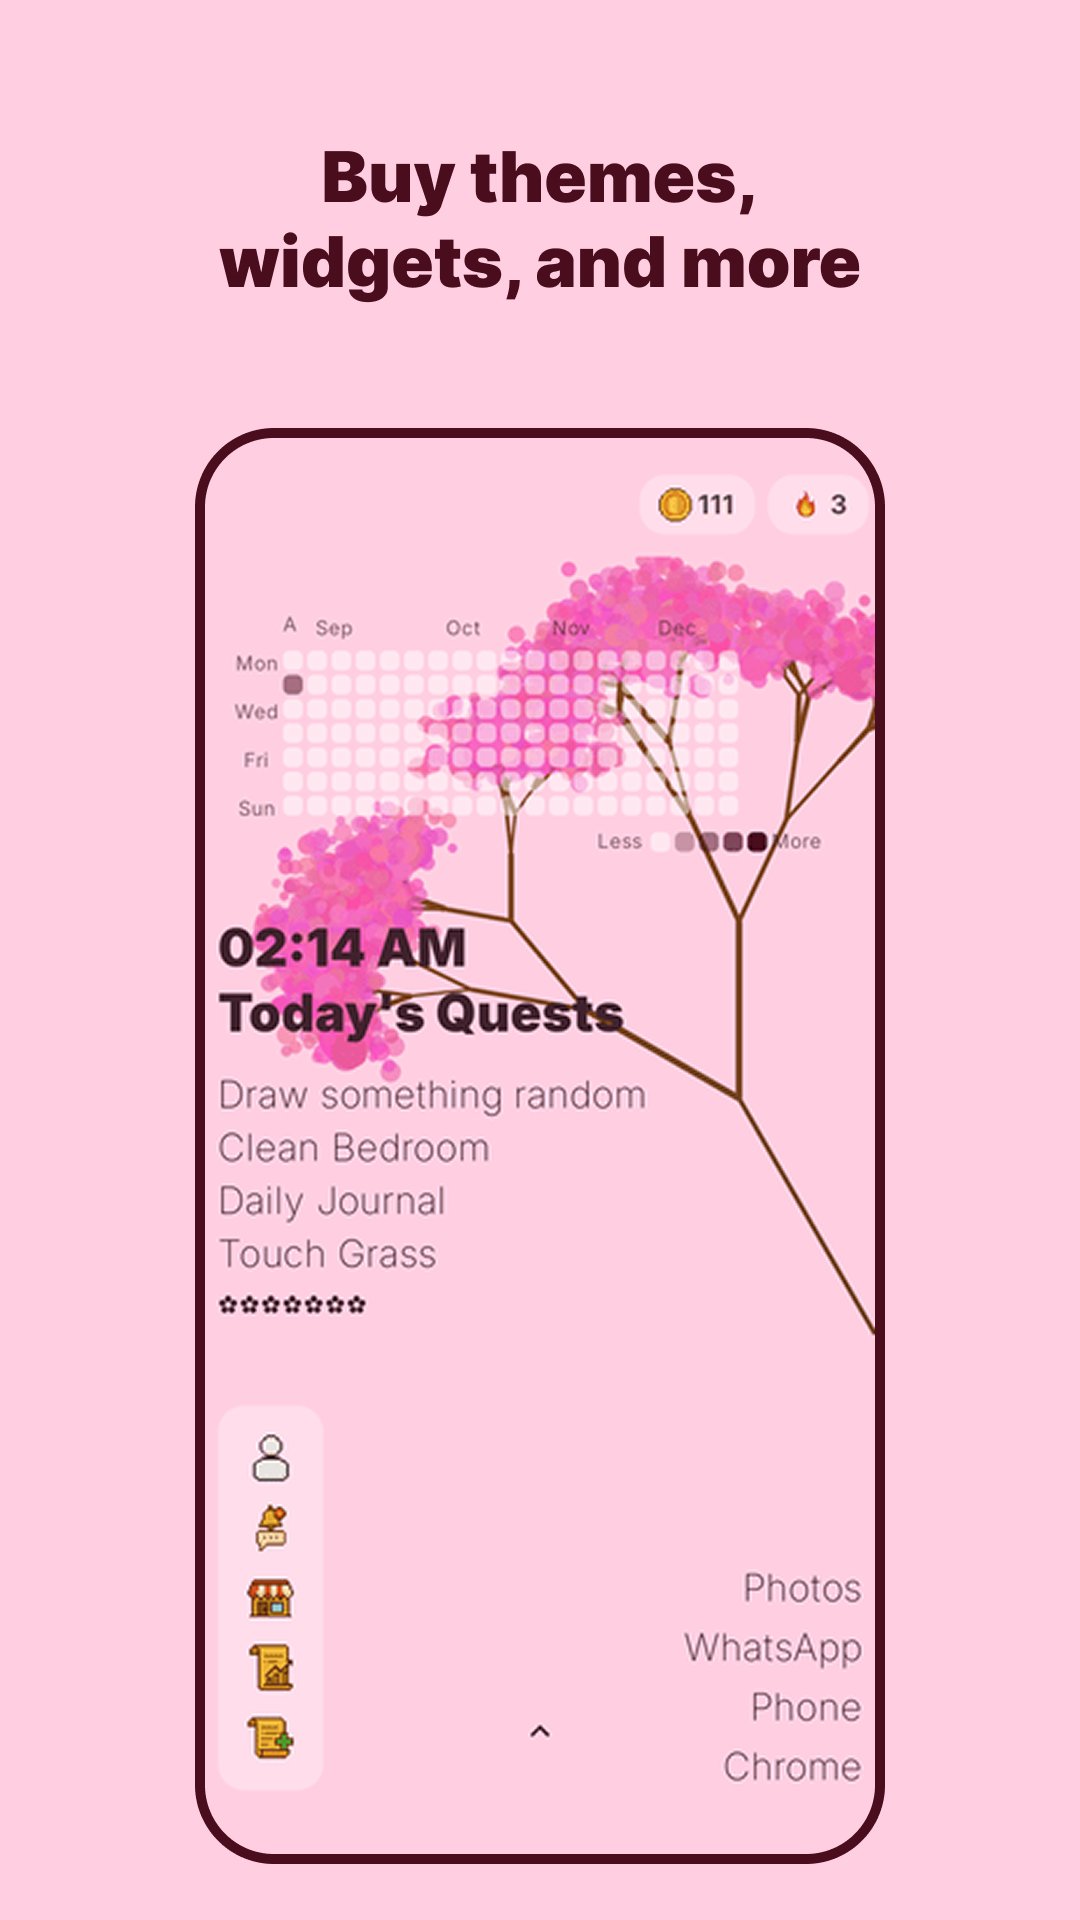 Buy themes,
widgets, and more
111
3
A Sep Oct Nov Dec
Mon
Wed
Fri
Sun
Less More
02:14 AM
Today's Quests
Draw something random
Clean Bedroom
Daily Journal
Touch Grass
✿✿✿✿✿✿✿
Photos
WhatsApp
Phone
Chrome